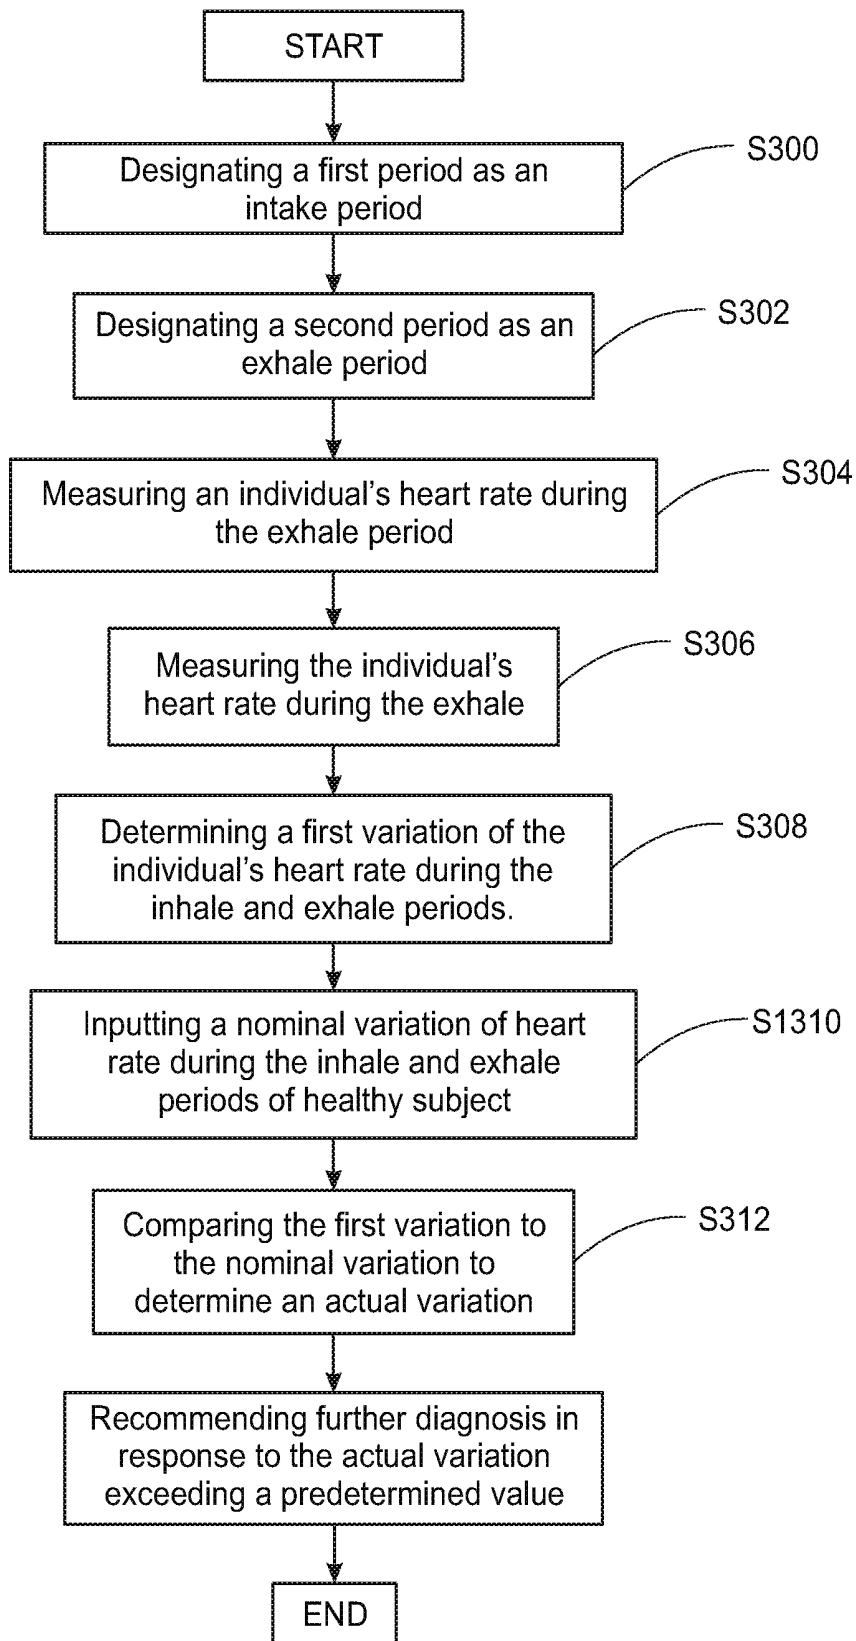 START
Designating a first period as an
intake period
S300
Designating a second period as an
exhale period
S302
Measuring an individual's heart rate during
the exhale period
S304
Measuring the individual's
heart rate during the exhale
S306
Determining a first variation of the
individual's heart rate during the
inhale and exhale periods.
S308
Inputting a nominal variation of heart
rate during the inhale and exhale
periods of healthy subject
S1310
Comparing the first variation to
the nominal variation to
determine an actual variation
S312
Recommending further diagnosis in
response to the actual variation
exceeding a predetermined value
END